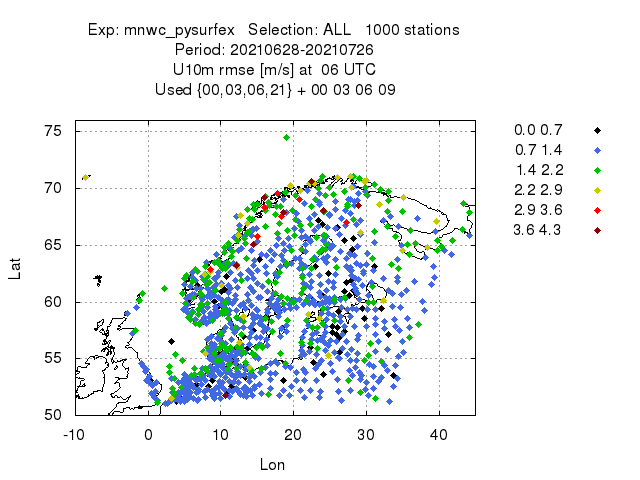 Exp: mnwc_pysurfex   Selection: ALL   1000 stations
Period: 20210628-20210726
U10m rmse [m/s] at  06 UTC
Used {00,03,06,21} + 00 03 06 09
0.0 0.7
0.7 1.4
1.4 2.2
2.2 2.9
2.9 3.6
3.6 4.3
75
70
65
60
55
50
Lat
-10 0 10 20 30 40
Lon